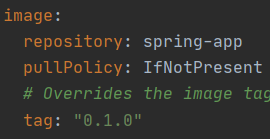 image:
  repository: spring-app
  pullPolicy: IfNotPresent
  # Overrides the image tag
  tag: "0.1.0"